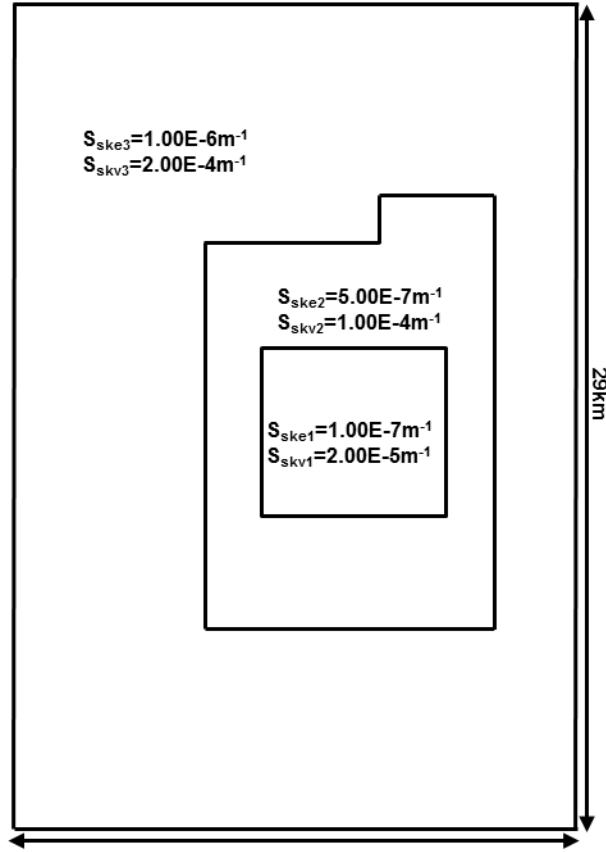 Sske3=1.00E-6m-1
Sskv3=2.00E-4m-1
Sske2=5.00E-7m-1
Sskv2=1.00E-4m-1
29km
Sske1=1.00E-7m-1
Sskv1=2.00E-5m-1